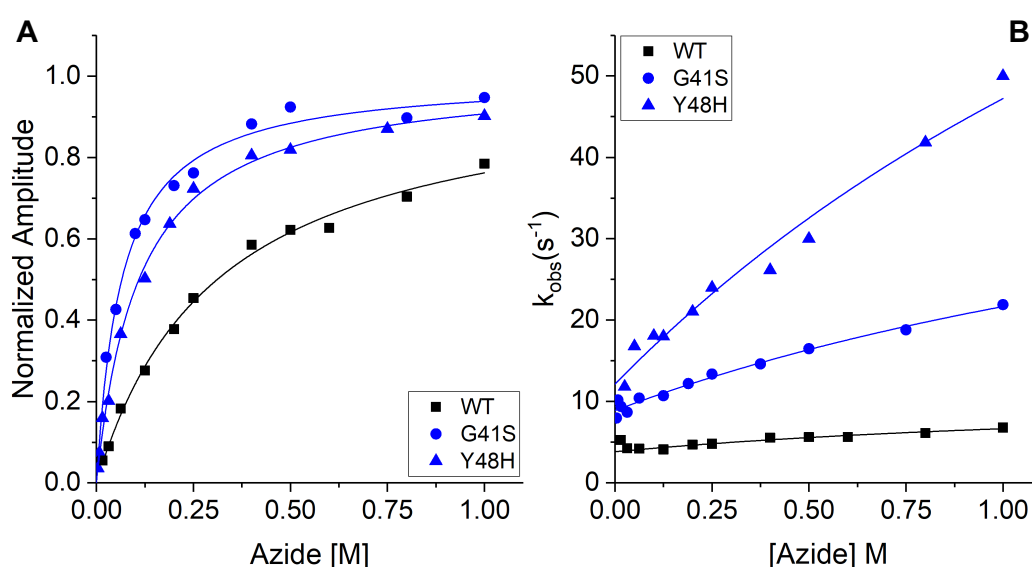 A
Normalized Amplitude
1.0
0.8
0.6
0.4
0.2
0.0
0.00
0.25
0.50
0.75
1.00
Azide [M]
WT
G41S
Y48H
B
kobs(s-1)
50
40
30
20
10
0
0.00
0.25
0.50
0.75
1.00
[Azide] M
WT
G41S
Y48H